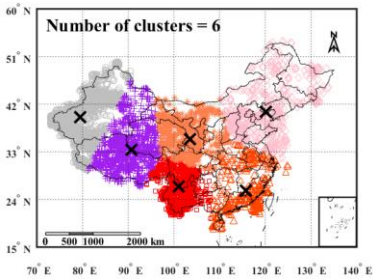 Number of clusters = 6
N
60° N
51° N
42° N
33° N
24° N
15° N
0 500 1000 2000 km
70° E 80° E 90° E 100° E 110° E 120° E 130° E 140° E